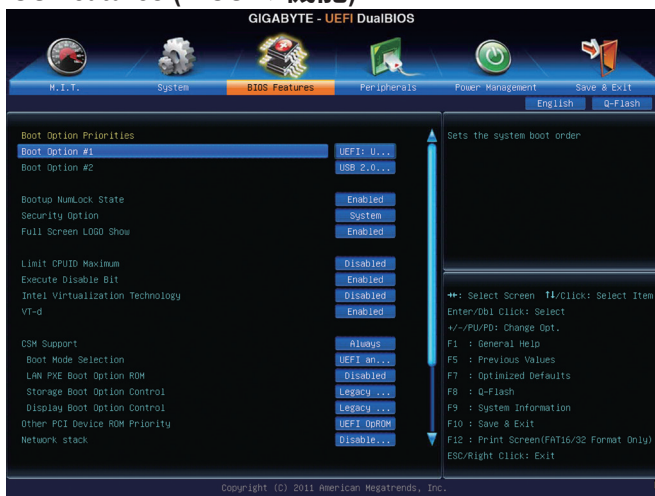 GIGABYTE - UEFI DualBIOS
M.I.T.
System
BIOS Features
Peripherals
Power Management
Save & Exit
English
Q-Flash
Boot Option Priorities
Boot Option #1 UEFI: U...
Boot Option #2 USB 2.0...
Bootup NumLock State Enabled
Security Option System
Full Screen LOGO Show Enabled
Limit CPUID Maximum Disabled
Execute Disable Bit Enabled
Intel Virtualization Technology Disabled
VT-d Enabled
CSM Support Always
Boot Mode Selection UEFI an...
LAN PXE Boot Option ROM Disabled
Storage Boot Option Control Legacy ...
Display Boot Option Control Legacy ...
Other PCI Device ROM Priority UEFI OpROM
Network stack Disable...
Sets the system boot order
→←: Select Screen ↑↓/Click: Select Item
Enter/Dbl Click: Select
+/-/PU/PD: Change Opt.
F1 : General Help
F5 : Previous Values
F7 : Optimized Defaults
F8 : Q-Flash
F9 : System Information
F10 : Save & Exit
F12 : Print Screen(FAT16/32 Format Only)
ESC/Right Click: Exit
Copyright (C) 2011 American Megatrends, Inc.